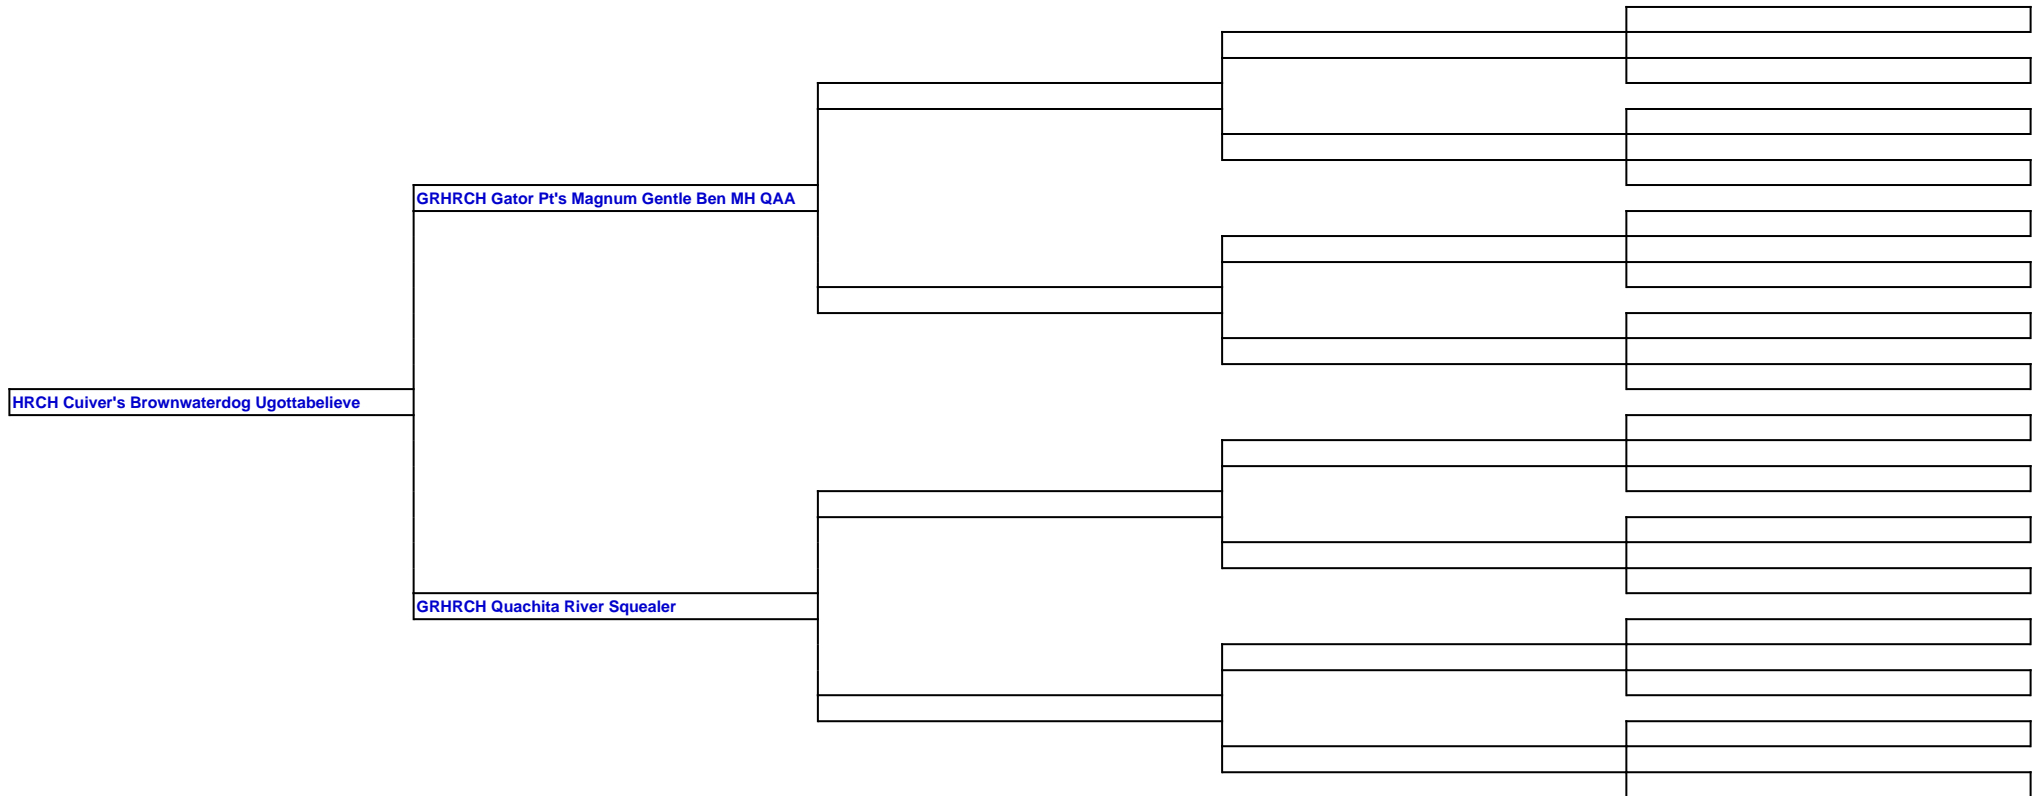 GRHRCH Gator Pt's Magnum Gentle Ben MH QAA
HRCH Cuiver's Brownwaterdog Ugottabelieve
GRHRCH Quachita River Squealer